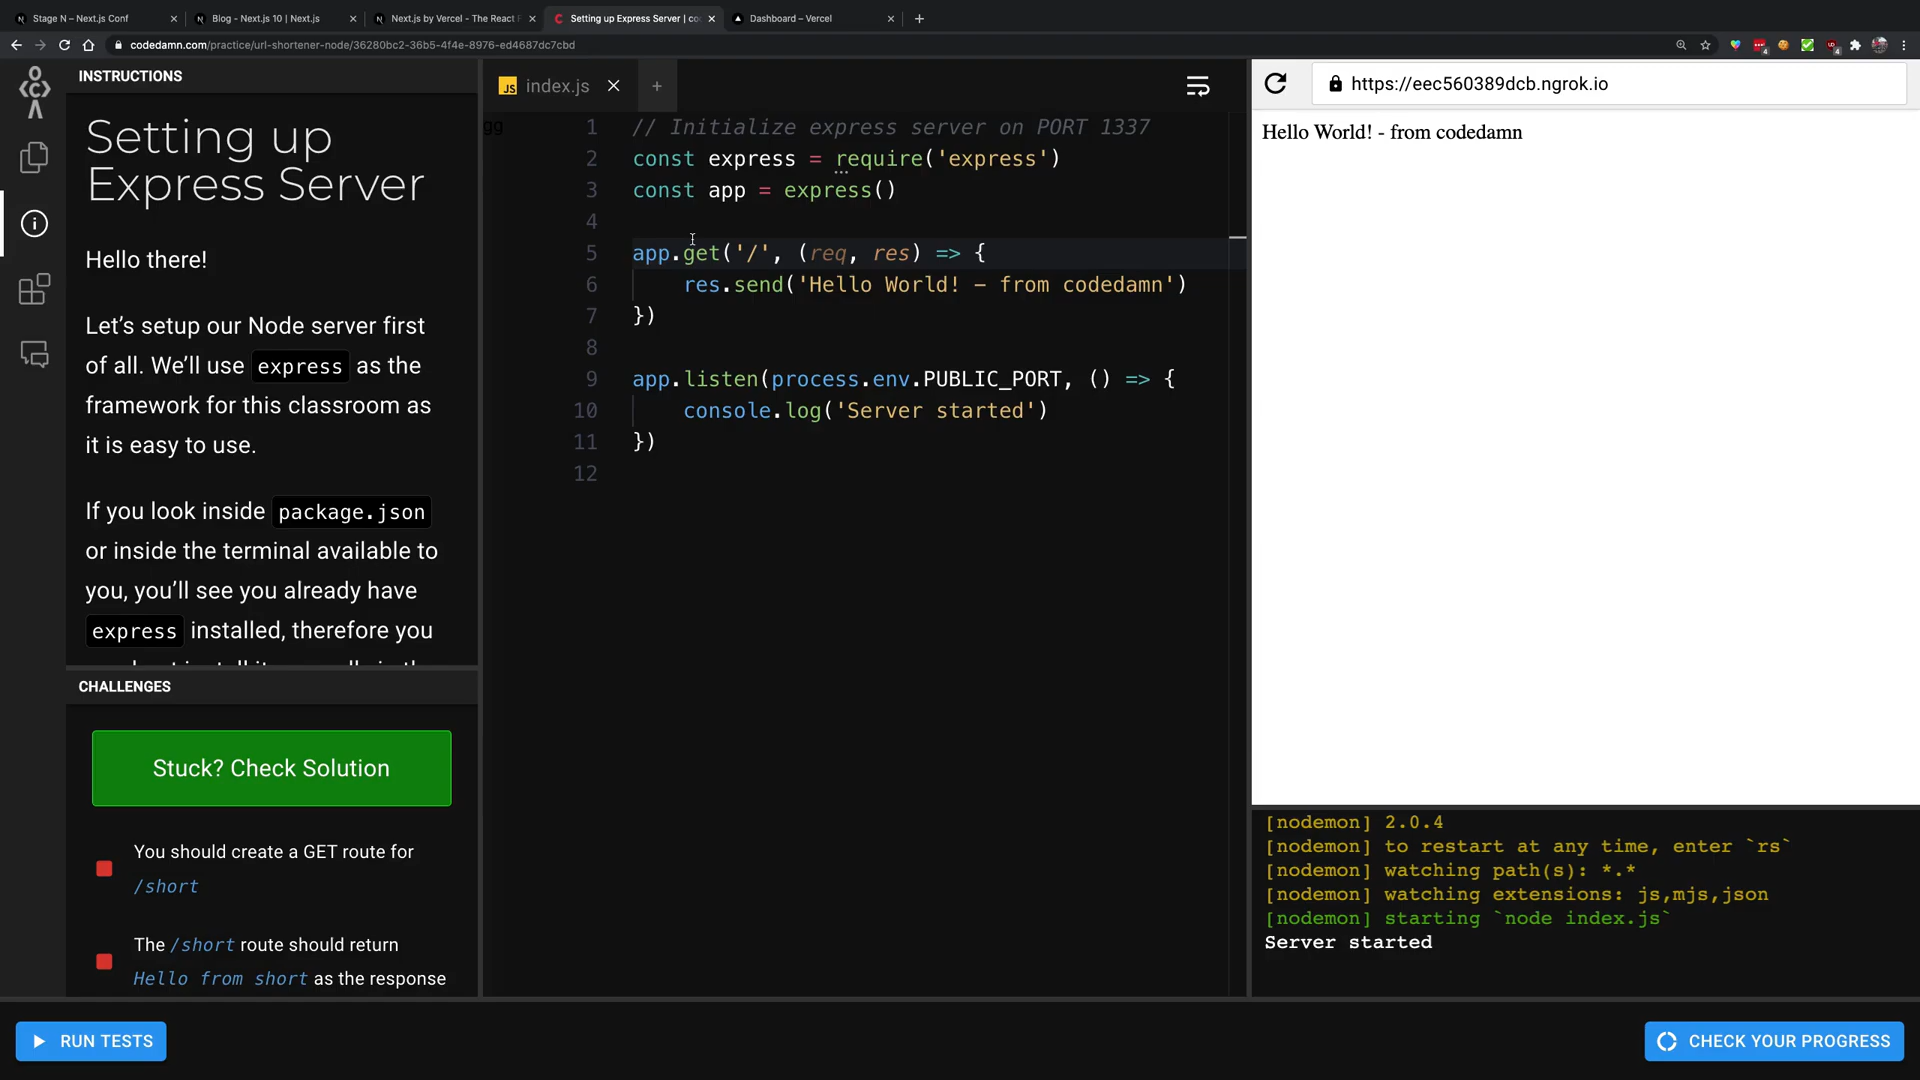 Stage N – Next.js Conf
Blog - Next.js 10 | Next.js
Next.js by Vercel - The React F
Setting up Express Server | co
Dashboard – Vercel
codedamn.com/practice/url-shortener-node/36280bc2-36b5-4f4e-8976-ed4687dc7cbd
INSTRUCTIONS
Setting up
Express Server
Hello there!
Let’s setup our Node server first
of all. We’ll use express as the
framework for this classroom as
it is easy to use.
If you look inside package.json
or inside the terminal available to
you, you’ll see you already have
express installed, therefore you
CHALLENGES
Stuck? Check Solution
You should create a GET route for
/short
The /short route should return
Hello from short as the response
RUN TESTS
JS index.js
gg
1 // Initialize express server on PORT 1337
2 const express = require('express')
3 const app = express()
4
5 app.get('/', (req, res) => {
6 res.send('Hello World! - from codedamn')
7 })
8
9 app.listen(process.env.PUBLIC_PORT, () => {
10 console.log('Server started')
11 })
12
https://eec560389dcb.ngrok.io
Hello World! - from codedamn
[nodemon] 2.0.4
[nodemon] to restart at any time, enter `rs`
[nodemon] watching path(s): *.*
[nodemon] watching extensions: js,mjs,json
[nodemon] starting `node index.js`
Server started
CHECK YOUR PROGRESS